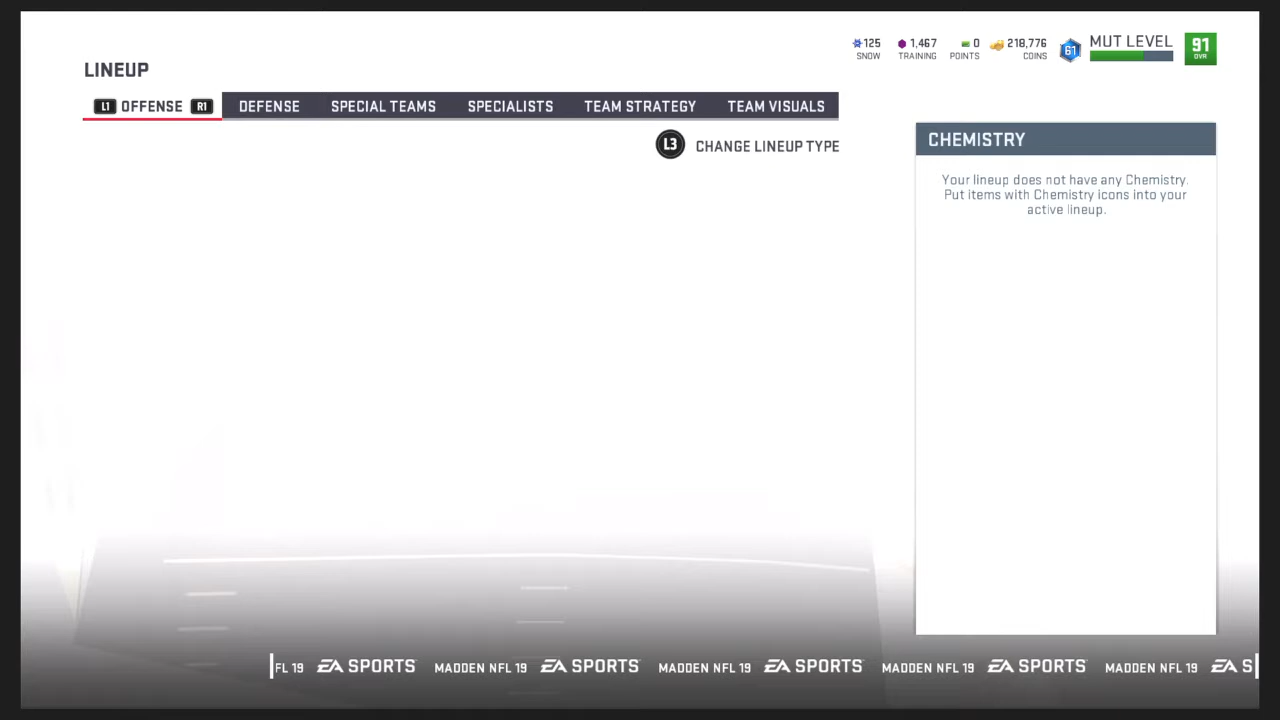 125 SNOW
1,467 TRAINING
0 POINTS
218,776 COINS
61
MUT LEVEL
91 OVR
LINEUP
L1 OFFENSE R1
DEFENSE
SPECIAL TEAMS
SPECIALISTS
TEAM STRATEGY
TEAM VISUALS
L3 CHANGE LINEUP TYPE
CHEMISTRY
Your lineup does not have any Chemistry.
Put items with Chemistry icons into your
active lineup.
FL 19 EA SPORTS MADDEN NFL 19 EA SPORTS MADDEN NFL 19 EA SPORTS MADDEN NFL 19 EA SPORTS MADDEN NFL 19 EA S